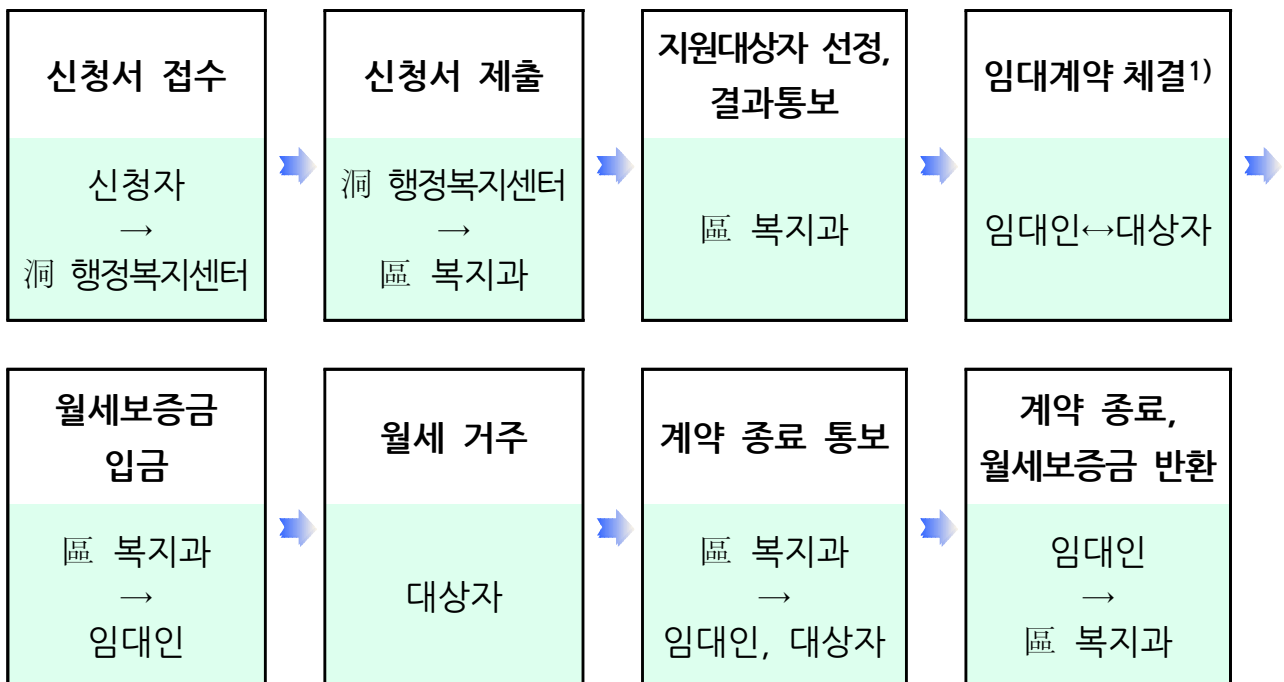 신청서 접수
신청자
→
洞 행정복지센터
신청서 제출
洞 행정복지센터
→
區 복지과
지원대상자 선정,
결과통보
區 복지과
임대계약 체결1)
임대인↔대상자
월세보증금
입금
區 복지과
→
임대인
월세 거주
대상자
계약 종료 통보
區 복지과
→
임대인, 대상자
계약 종료,
월세보증금 반환
임대인
→
區 복지과